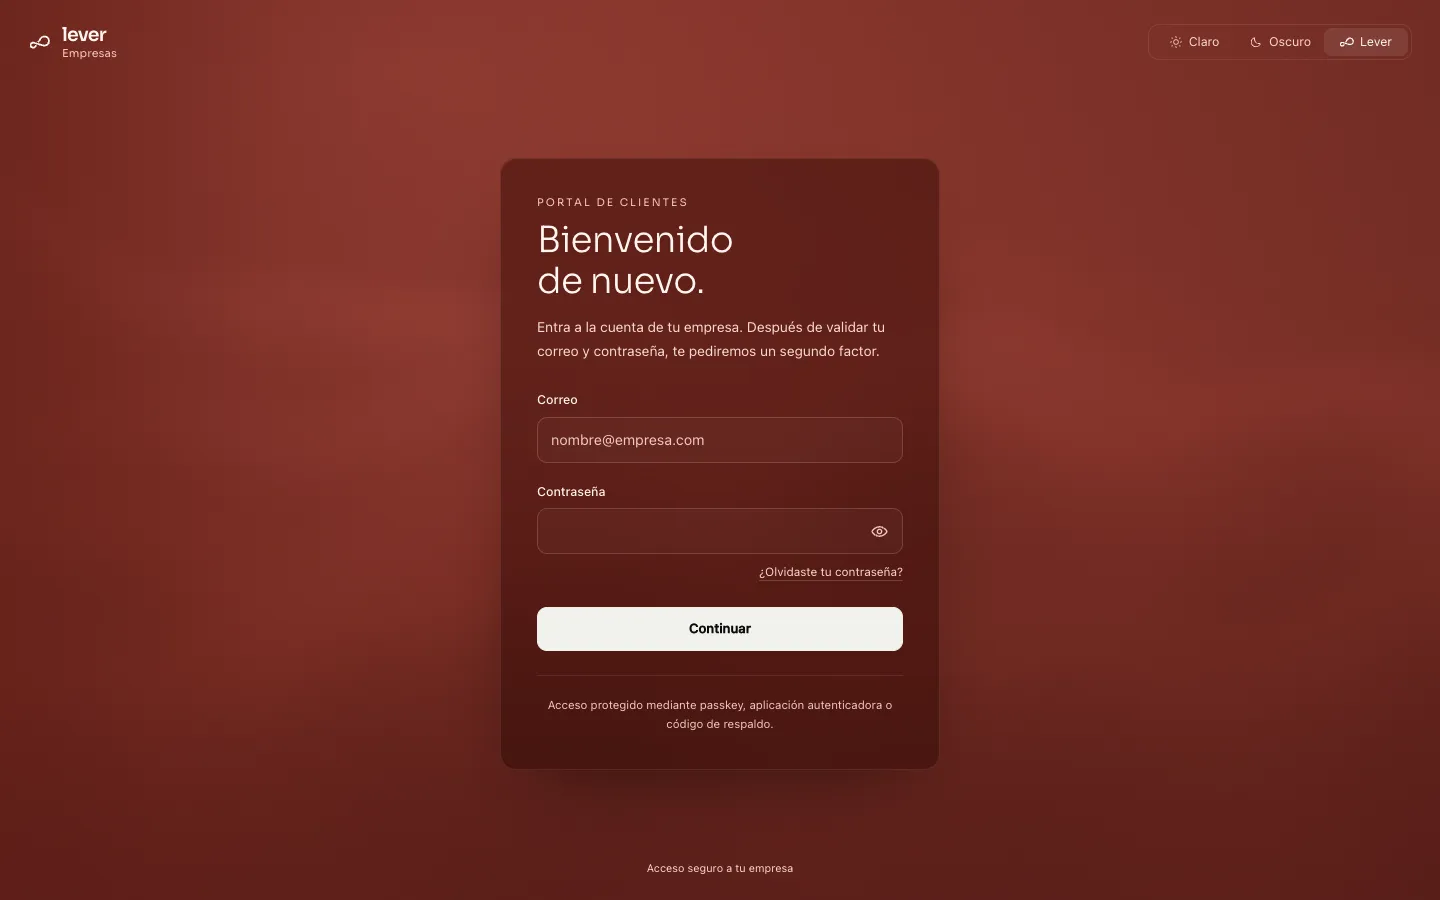 lever
Empresas
Claro
Oscuro
Lever
PORTAL DE CLIENTES
Bienvenido
de nuevo.
Entra a la cuenta de tu empresa. Después de validar tu
correo y contraseña, te pediremos un segundo factor.
Correo
nombre@empresa.com
Contraseña
¿Olvidaste tu contraseña?
Continuar
Acceso protegido mediante passkey, aplicación autenticadora o
código de respaldo.
Acceso seguro a tu empresa